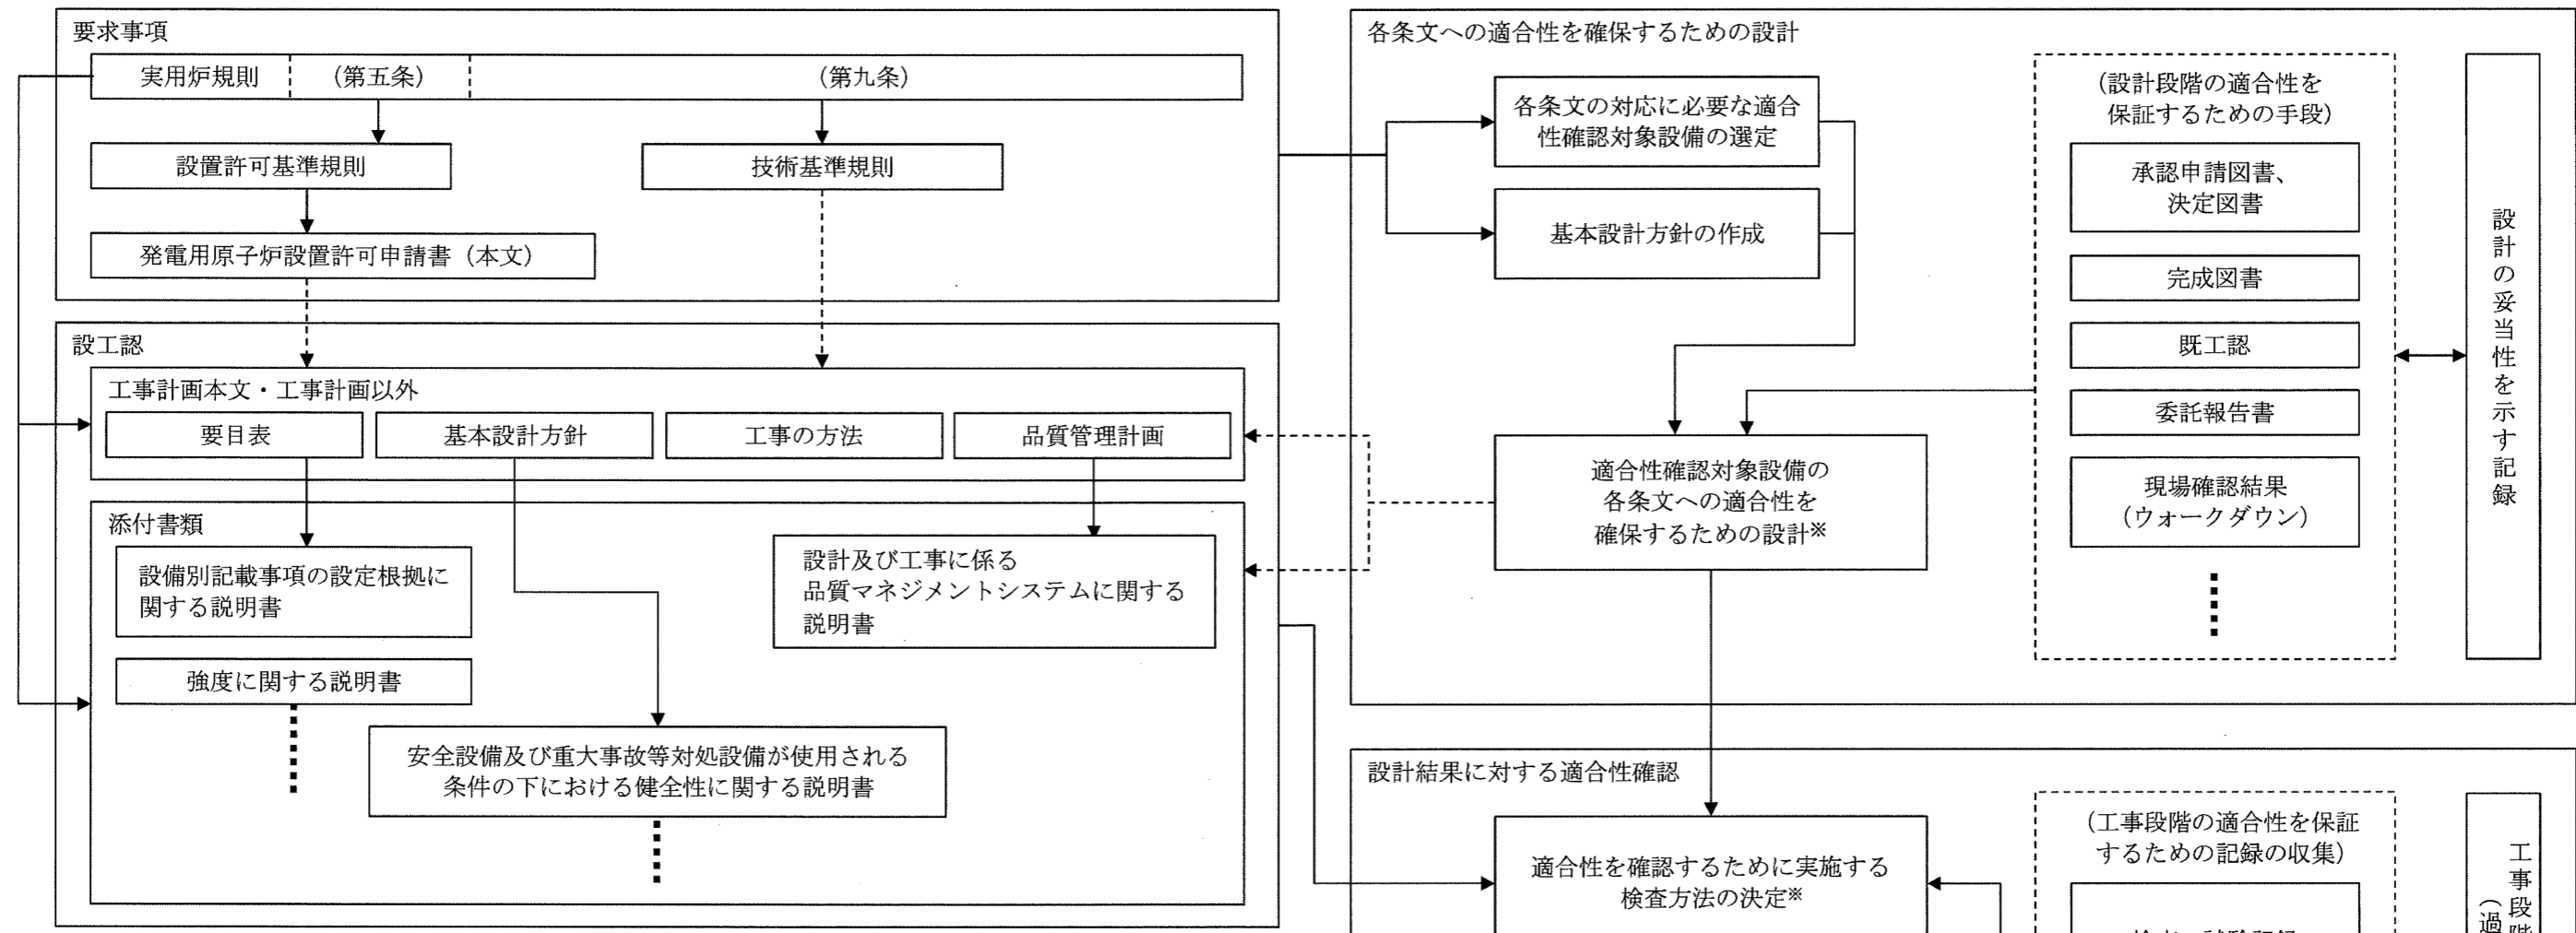 要求事項
実用炉規則
(第五条)
(第九条)
設置許可基準規則
技術基準規則
発電用原子炉設置許可申請書(本文)
設工認
工事計画本文・工事計画以外
要目表
基本設計方針
工事の方法
品質管理計画
添付書類
設備別記載事項の設定根拠に
関する説明書
設計及び工事に係る
品質マネジメントシステムに関する
説明書
強度に関する説明書
安全設備及び重大事故等対処設備が使用される
条件の下における健全性に関する説明書
各条文への適合性を確保するための設計
各条文の対応に必要な適合
性確認対象設備の選定
基本設計方針の作成
適合性確認対象設備の
各条文への適合性を
確保するための設計※
(設計段階の適合性を
保証するための手段)
承認申請図書、
決定図書
完成図書
既工認
委託報告書
現場確認結果
(ウォークダウン)
設計の妥当性を示す記録
設計結果に対する適合性確認
適合性を確認するために実施する
検査方法の決定※
(工事段階の適合性を保証
するための記録の収集)
工事段階
(過